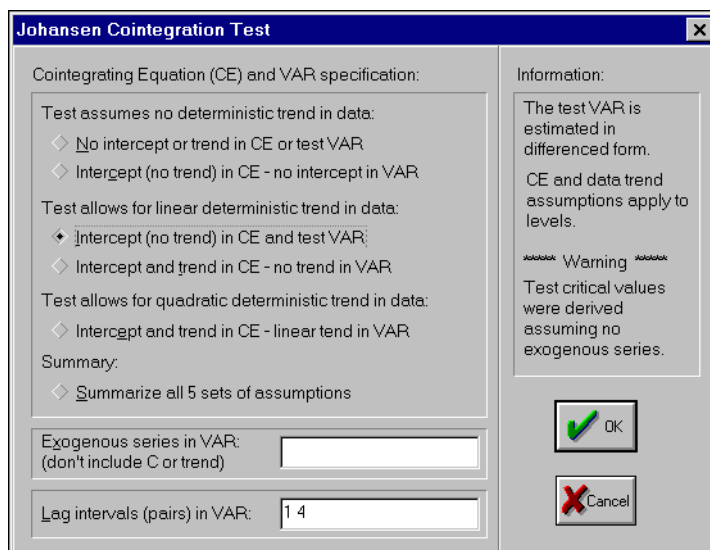 Johansen Cointegration Test
Cointegrating Equation (CE) and VAR specification:
Test assumes no deterministic trend in data:
No intercept or trend in CE or test VAR
Intercept (no trend) in CE - no intercept in VAR
Test allows for linear deterministic trend in data:
Intercept (no trend) in CE and test VAR
Intercept and trend in CE - no trend in VAR
Test allows for quadratic deterministic trend in data:
Intercept and trend in CE - linear tend in VAR
Summary:
Summarize all 5 sets of assumptions
Exogenous series in VAR:
(don't include C or trend)
Lag intervals (pairs) in VAR:
1 4
Information:
The test VAR is
estimated in
differenced form.
CE and data trend
assumptions apply to
levels.
***** Warning *****
Test critical values
were derived
assuming no
exogenous series.
OK
Cancel